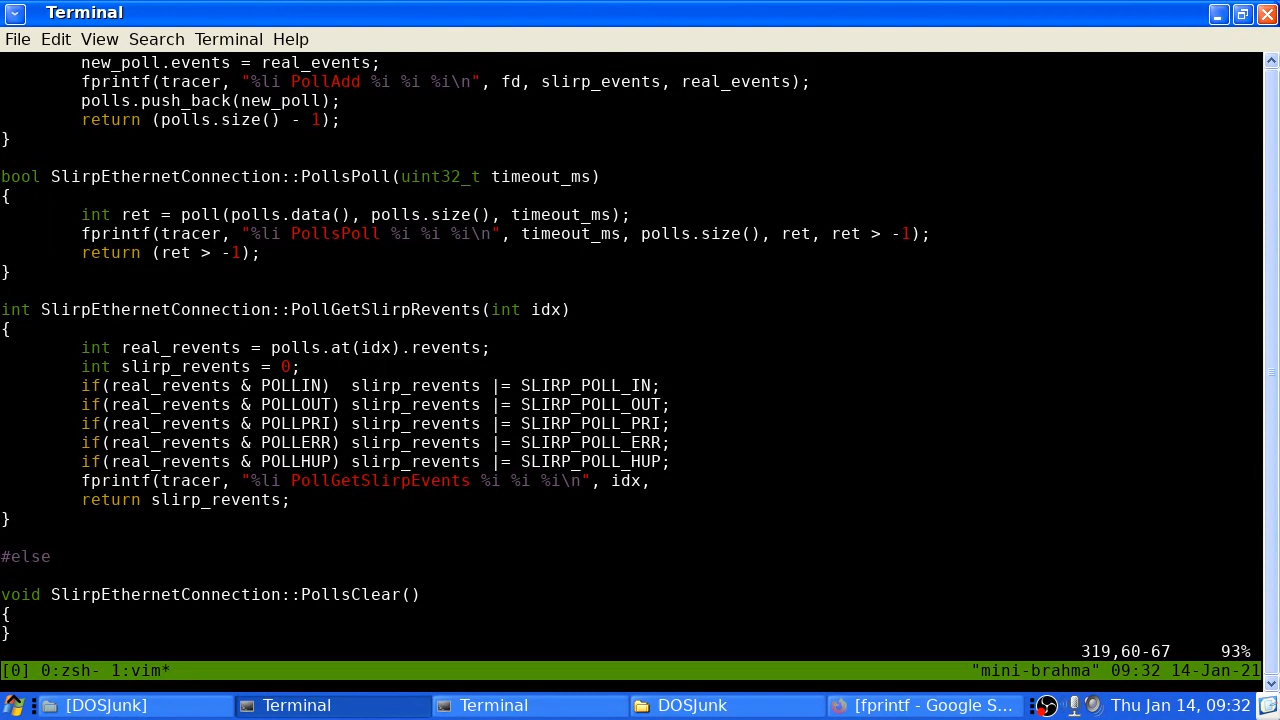 Terminal
File Edit View Search Terminal Help
        new_poll.events = real_events;
        fprintf(tracer, "%li PollAdd %i %i %i\n", fd, slirp_events, real_events);
        polls.push_back(new_poll);
        return (polls.size() - 1);
}

bool SlirpEthernetConnection::PollsPoll(uint32_t timeout_ms)
{
        int ret = poll(polls.data(), polls.size(), timeout_ms);
        fprintf(tracer, "%li PollsPoll %i %i %i\n", timeout_ms, polls.size(), ret, ret > -1);
        return (ret > -1);
}

int SlirpEthernetConnection::PollGetSlirpRevents(int idx)
{
        int real_revents = polls.at(idx).revents;
        int slirp_revents = 0;
        if(real_revents & POLLIN)  slirp_revents |= SLIRP_POLL_IN;
        if(real_revents & POLLOUT) slirp_revents |= SLIRP_POLL_OUT;
        if(real_revents & POLLPRI) slirp_revents |= SLIRP_POLL_PRI;
        if(real_revents & POLLERR) slirp_revents |= SLIRP_POLL_ERR;
        if(real_revents & POLLHUP) slirp_revents |= SLIRP_POLL_HUP;
        fprintf(tracer, "%li PollGetSlirpEvents %i %i %i\n", idx,
        return slirp_revents;
}

#else

void SlirpEthernetConnection::PollsClear()
{
}
319,60-67 93%
[0] 0:zsh- 1:vim* "mini-brahma" 09:32 14-Jan-21
[DOSJunk] Terminal Terminal DOSJunk [fprintf - Google S... Thu Jan 14, 09:32